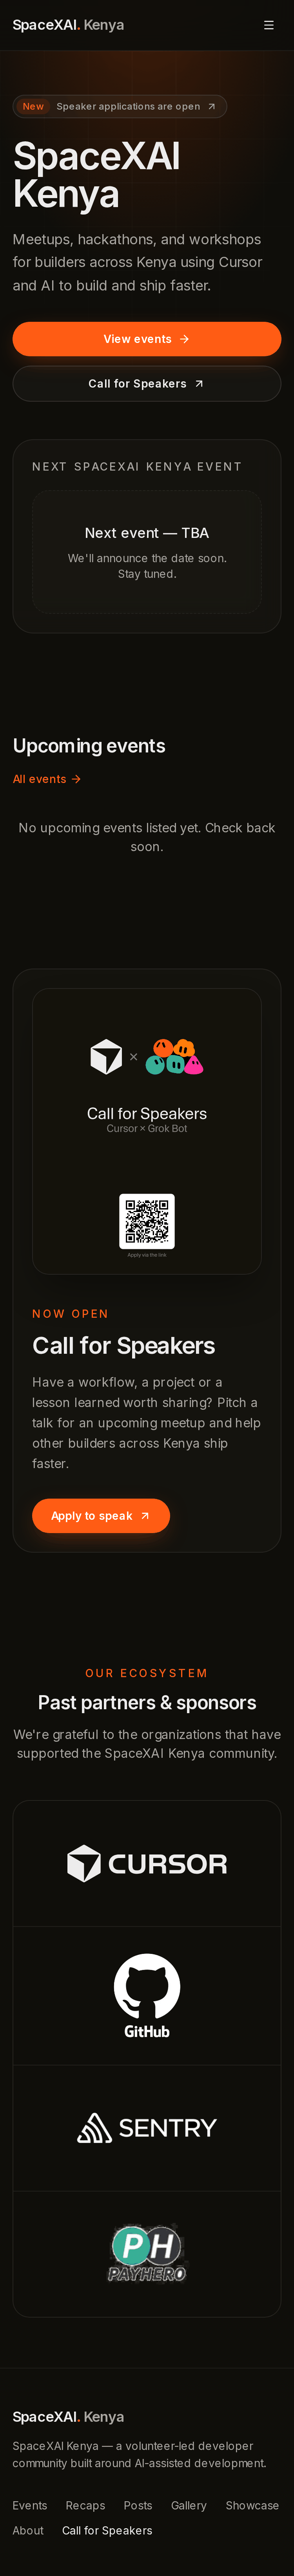 SpaceXAI. Kenya
New Speaker applications are open
SpaceXAI
Kenya
Meetups, hackathons, and workshops
for builders across Kenya using Cursor
and AI to build and ship faster.
View events
Call for Speakers
NEXT SPACEXAI KENYA EVENT
Next event — TBA
We'll announce the date soon.
Stay tuned.
Upcoming events
All events
No upcoming events listed yet. Check back
soon.
×
Call for Speakers
Cursor × Grok Bot
Apply via the link
NOW OPEN
Call for Speakers
Have a workflow, a project or a
lesson learned worth sharing? Pitch a
talk for an upcoming meetup and help
other builders across Kenya ship
faster.
Apply to speak
OUR ECOSYSTEM
Past partners & sponsors
We're grateful to the organizations that have
supported the SpaceXAI Kenya community.
CURSOR
GitHub
SENTRY
PH
PAYHERO
SpaceXAI. Kenya
SpaceXAI Kenya — a volunteer-led developer
community built around AI-assisted development.
Events Recaps Posts Gallery Showcase
About Call for Speakers